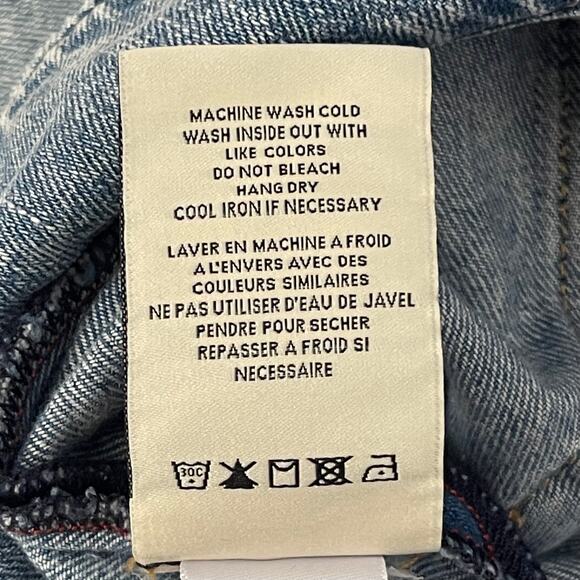 MACHINE WASH COLD
WASH INSIDE OUT WITH
LIKE COLORS
DO NOT BLEACH
HANG DRY
COOL IRON IF NECESSARY
LAVER EN MACHINE A FROID
A L'ENVERS AVEC DES
COULEURS SIMILAIRES
NE PAS UTILISER D'EAU DE JAVEL
PENDRE POUR SECHER
REPASSER A FROID SI
NECESSAIRE
30C